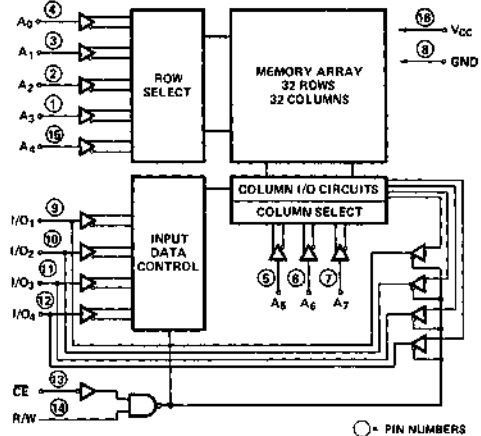 A0 4
A1 3
A2 2
A3 1
A4 15
ROW SELECT
MEMORY ARRAY
32 ROWS
32 COLUMNS
16 VCC
8 GND
I/O1 9
I/O2 10
I/O3 11
I/O4 12
INPUT
DATA
CONTROL
COLUMN I/O CIRCUITS
COLUMN SELECT
5 6 7
A5 A6 A7
CE 13
R/W 14
○= PIN NUMBERS